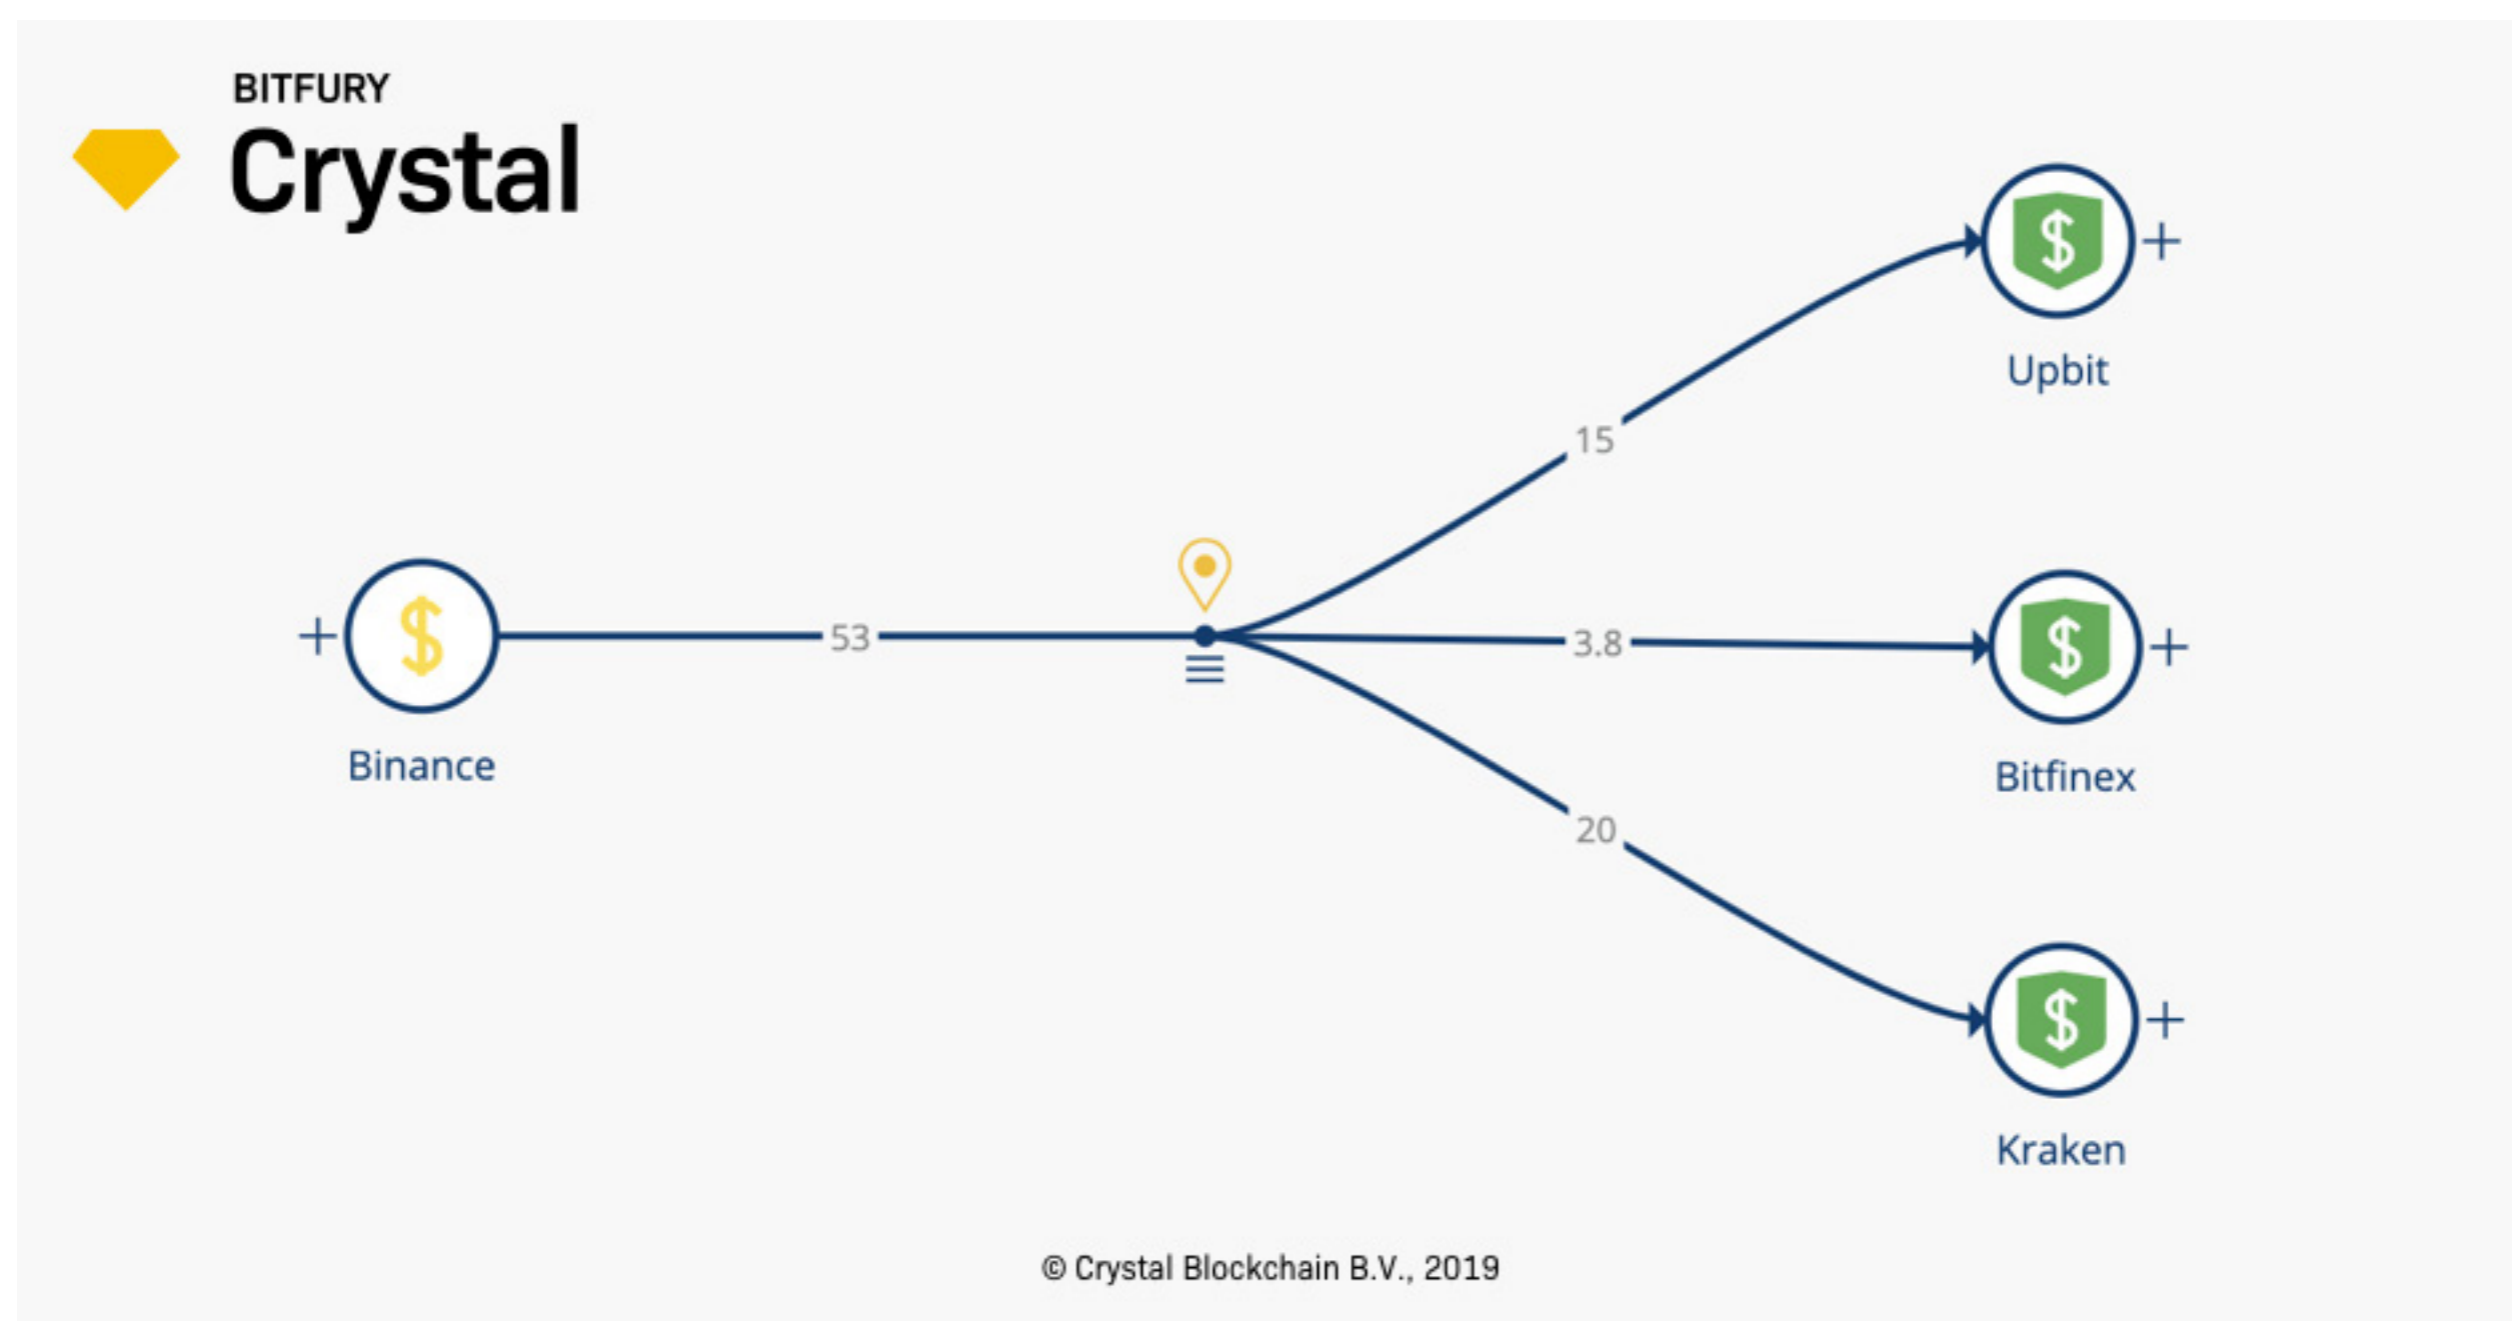 BITFURY
Crystal
Upbit
15
Binance
53
3.8
Bitfinex
20
Kraken
© Crystal Blockchain B.V., 2019